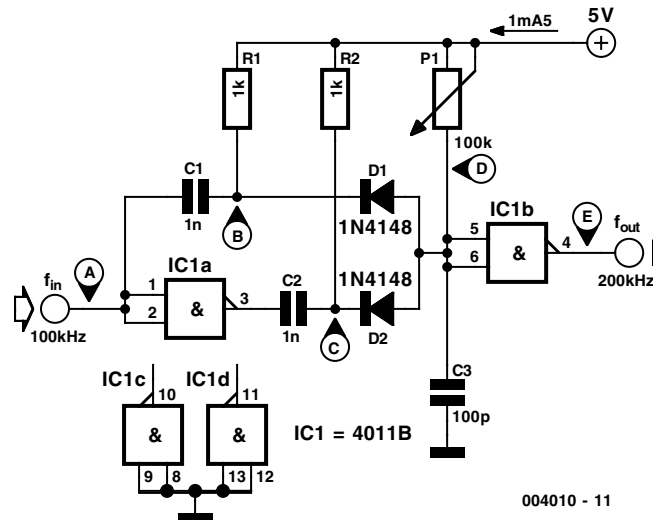 1mA5
5V
+
R1
1k
R2
1k
P1
100k
D
C1
1n
B
D1
1N4148
IC1b
5
6
&
4
E
fout
200kHz
A
fin
100kHz
IC1a
1
2
&
3
C2
1n
C
1N4148
D2
C3
100p
IC1c
10
&
9
8
IC1d
11
&
13
12
IC1 = 4011B
004010 - 11